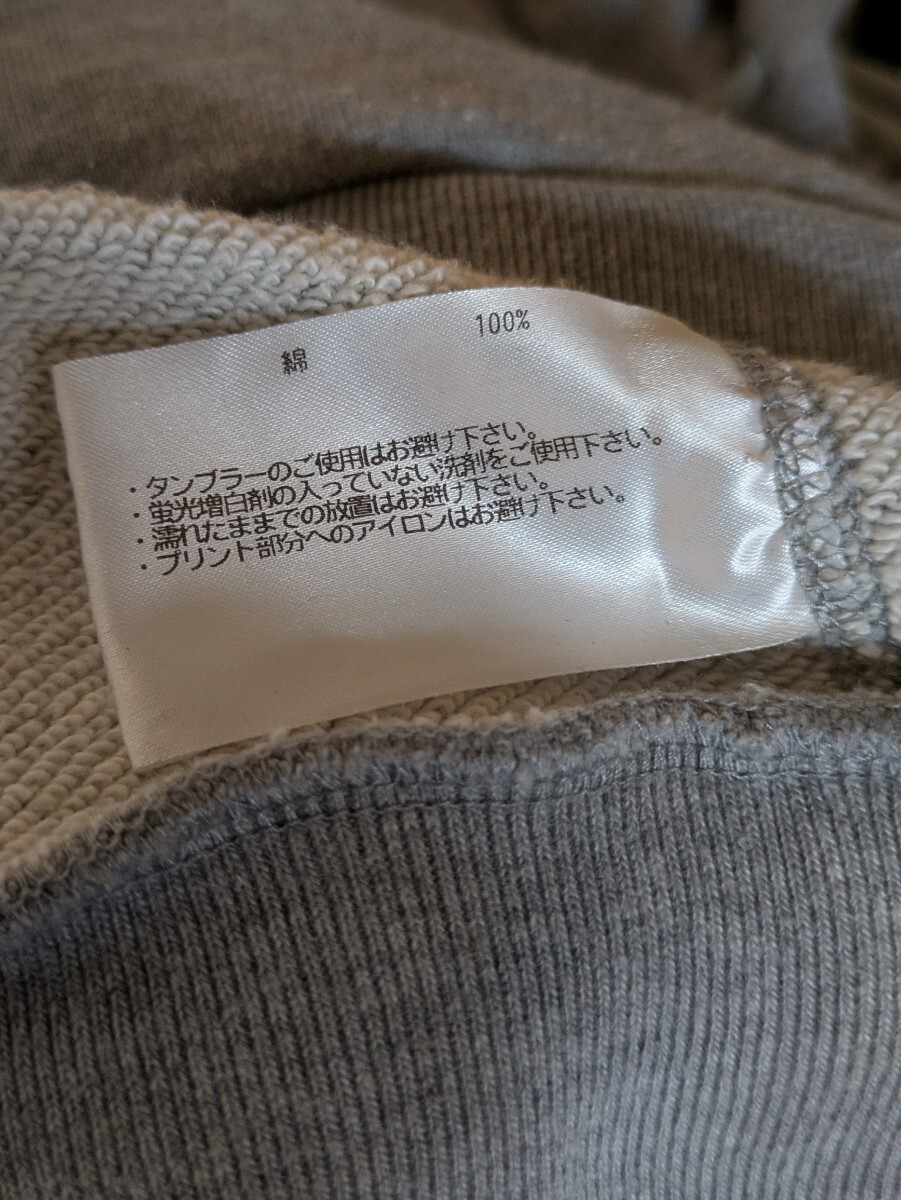 綿 100%
・タンブラーのご使用はお避け下さい。
・蛍光増白剤の入っていない洗剤をご使用下さい。
・濡れたままでの放置はお避け下さい。
・プリント部分へのアイロンはお避け下さい。